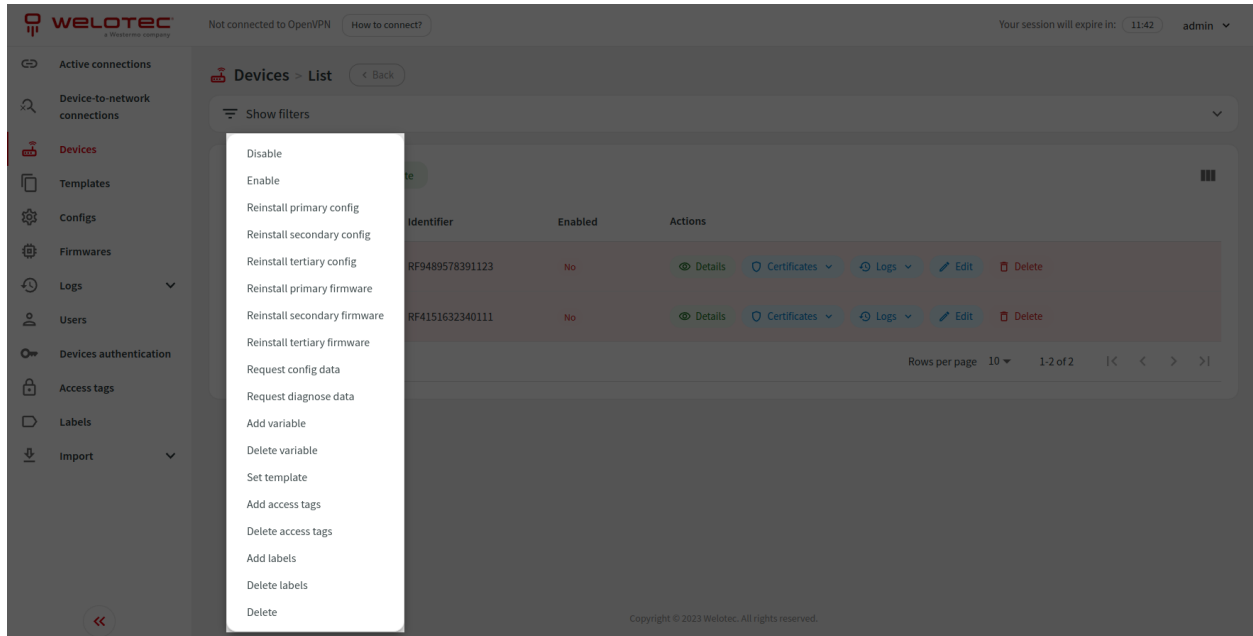 WELOTEC
a Westermo company
Not connected to OpenVPN
How to connect?
Your session will expire in:
11:42
admin
Active connections
Device-to-network
connections
Devices
Templates
Configs
Firmwares
Logs
Users
Devices authentication
Access tags
Labels
Import
Devices > List
Back
Show filters
Disable
Enable
Reinstall primary config
Reinstall secondary config
Reinstall tertiary config
Reinstall primary firmware
Reinstall secondary firmware
Reinstall tertiary firmware
Request config data
Request diagnose data
Add variable
Delete variable
Set template
Add access tags
Delete access tags
Add labels
Delete labels
Delete
Identifier Enabled Actions
RF9489578391123 No Details Certificates Logs Edit Delete
RF4151632340111 No Details Certificates Logs Edit Delete
Rows per page 10 1-2 of 2
Copyright © 2023 Welotec. All rights reserved.